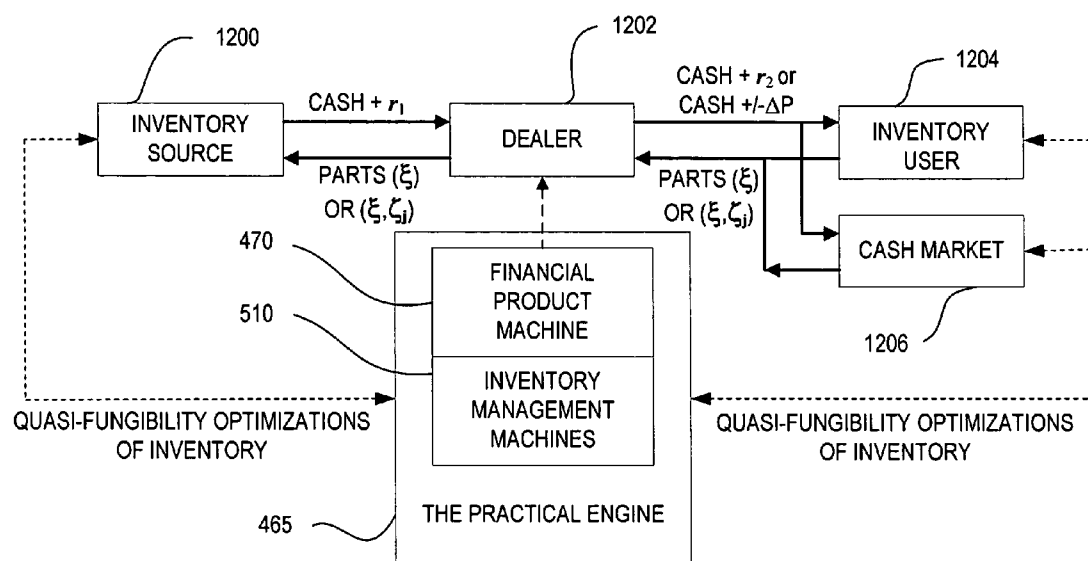 1200
1202
1204
INVENTORY
SOURCE
CASH + r₁
PARTS (ξ)
OR (ξ,ζⱼ)
DEALER
CASH + r₂ or
CASH +/-ΔP
PARTS (ξ)
OR (ξ,ζⱼ)
INVENTORY
USER
CASH MARKET
1206
470
510
FINANCIAL
PRODUCT
MACHINE
INVENTORY
MANAGEMENT
MACHINES
QUASI-FUNGIBILITY OPTIMIZATIONS
OF INVENTORY
QUASI-FUNGIBILITY OPTIMIZATIONS
OF INVENTORY
465
THE PRACTICAL ENGINE